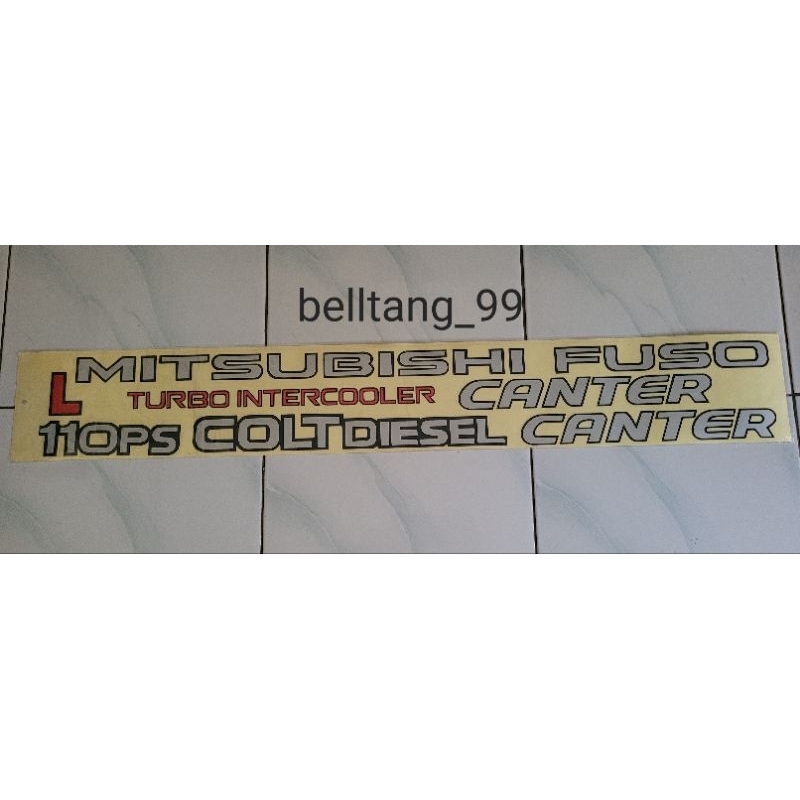 belltang_99
MITSUBISHI FUSO
L TURBO INTERCOOLER CANTER
110PS COLT DIESEL CANTER